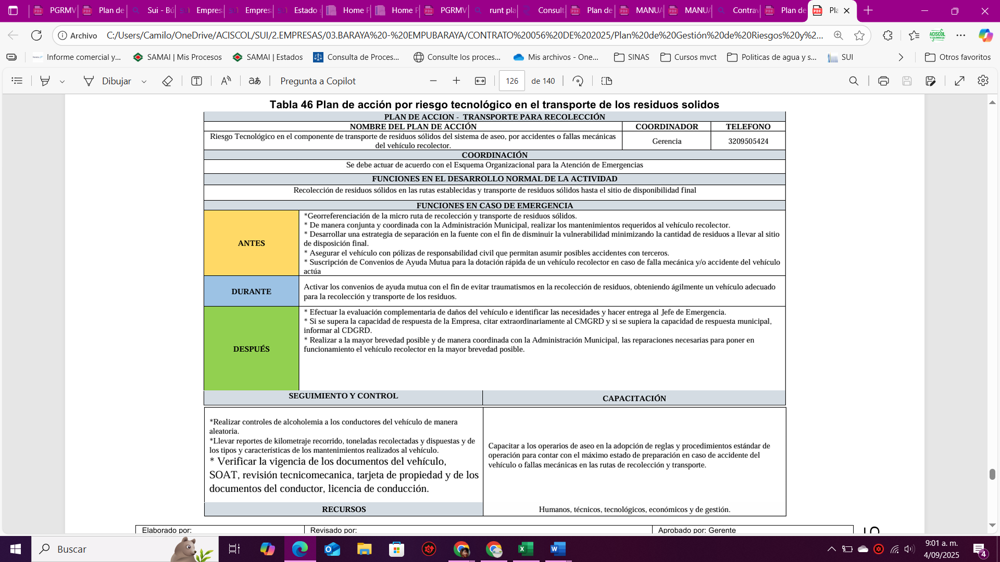 PGRMV
Plan de
Sui - Bú
Empres
Empres
Estado
Home P
Home P
PGRMV
runt pla
Consult
Plan de
MANUA
MANUA
Contrav
Plan de
Pla
Archivo C:/Users/Camilo/OneDrive/ACISCOL/SUI/2.EMPRESAS/03.BARAYA%20-%20EMPUBARAYA/CONTRATO%20056%20DE%202025/Plan%20de%20Gestión%20de%20Riesgos%20y%2...
Informe comercial y... SAMAI | Mis Procesos SAMAI | Estados Consulta de Proces... Consulte los proces... Mis archivos - One... SINAS Cursos mvct Politicas de agua y s... SUI Otros favoritos
Dibujar Pregunta a Copilot 126 de 140
Tabla 46 Plan de acción por riesgo tecnológico en el transporte de los residuos solidos
PLAN DE ACCION - TRANSPORTE PARA RECOLECCIÓN
NOMBRE DEL PLAN DE ACCIÓN COORDINADOR TELEFONO
Riesgo Tecnológico en el componente de transporte de residuos sólidos del sistema de aseo, por accidentes o fallas mecánicas
del vehículo recolector.
Gerencia 3209505424
COORDINACIÓN
Se debe actuar de acuerdo con el Esquema Organizacional para la Atención de Emergencias
FUNCIONES EN EL DESARROLLO NORMAL DE LA ACTIVIDAD
Recolección de residuos sólidos en las rutas establecidas y transporte de residuos sólidos hasta el sitio de disponibilidad final
FUNCIONES EN CASO DE EMERGENCIA
ANTES
*Georreferenciación de la micro ruta de recolección y transporte de residuos sólidos.
* De manera conjunta y coordinada con la Administración Municipal, realizar los mantenimientos requeridos al vehículo recolector.
* Desarrollar una estrategia de separación en la fuente con el fin de disminuir la vulnerabilidad minimizando la cantidad de residuos a llevar al sitio
de disposición final.
* Asegurar el vehículo con pólizas de responsabilidad civil que permitan asumir posibles accidentes con terceros.
* Suscripción de Convenios de Ayuda Mutua para la dotación rápida de un vehículo recolector en caso de falla mecánica y/o accidente del vehículo
actúa
DURANTE
Activar los convenios de ayuda mutua con el fin de evitar traumatismos en la recolección de residuos, obteniendo ágilmente un vehículo adecuado
para la recolección y transporte de los residuos.
DESPUÉS
* Efectuar la evaluación complementaria de daños del vehículo e identificar las necesidades y hacer entrega al Jefe de Emergencia.
* Si se supera la capacidad de respuesta de la Empresa, citar extraordinariamente al CMGRD y si se supiera la capacidad de respuesta municipal,
informar al CDGRD.
* Realizar a la mayor brevedad posible y de manera coordinada con la Administración Municipal, las reparaciones necesarias para poner en
funcionamiento el vehículo recolector en la mayor brevedad posible.
SEGUIMIENTO Y CONTROL
CAPACITACIÓN
*Realizar controles de alcoholemia a los conductores del vehículo de manera
aleatoria.
*Llevar reportes de kilometraje recorrido, toneladas recolectadas y dispuestas y de
los tipos y características de los mantenimientos realizados al vehículo.
* Verificar la vigencia de los documentos del vehículo,
SOAT, revisión tecnicomecanica, tarjeta de propiedad y de los
documentos del conductor, licencia de conducción.
Capacitar a los operarios de aseo en la adopción de reglas y procedimientos estándar de
operación para contar con el máximo estado de preparación en caso de accidente del
vehículo o fallas mecánicas en las rutas de recolección y transporte.
RECURSOS
Humanos, técnicos, tecnológicos, económicos y de gestión.
Elaborado por: Revisado por: Aprobado por: Gerente
Buscar
9:01 a. m.
4/09/2025
4